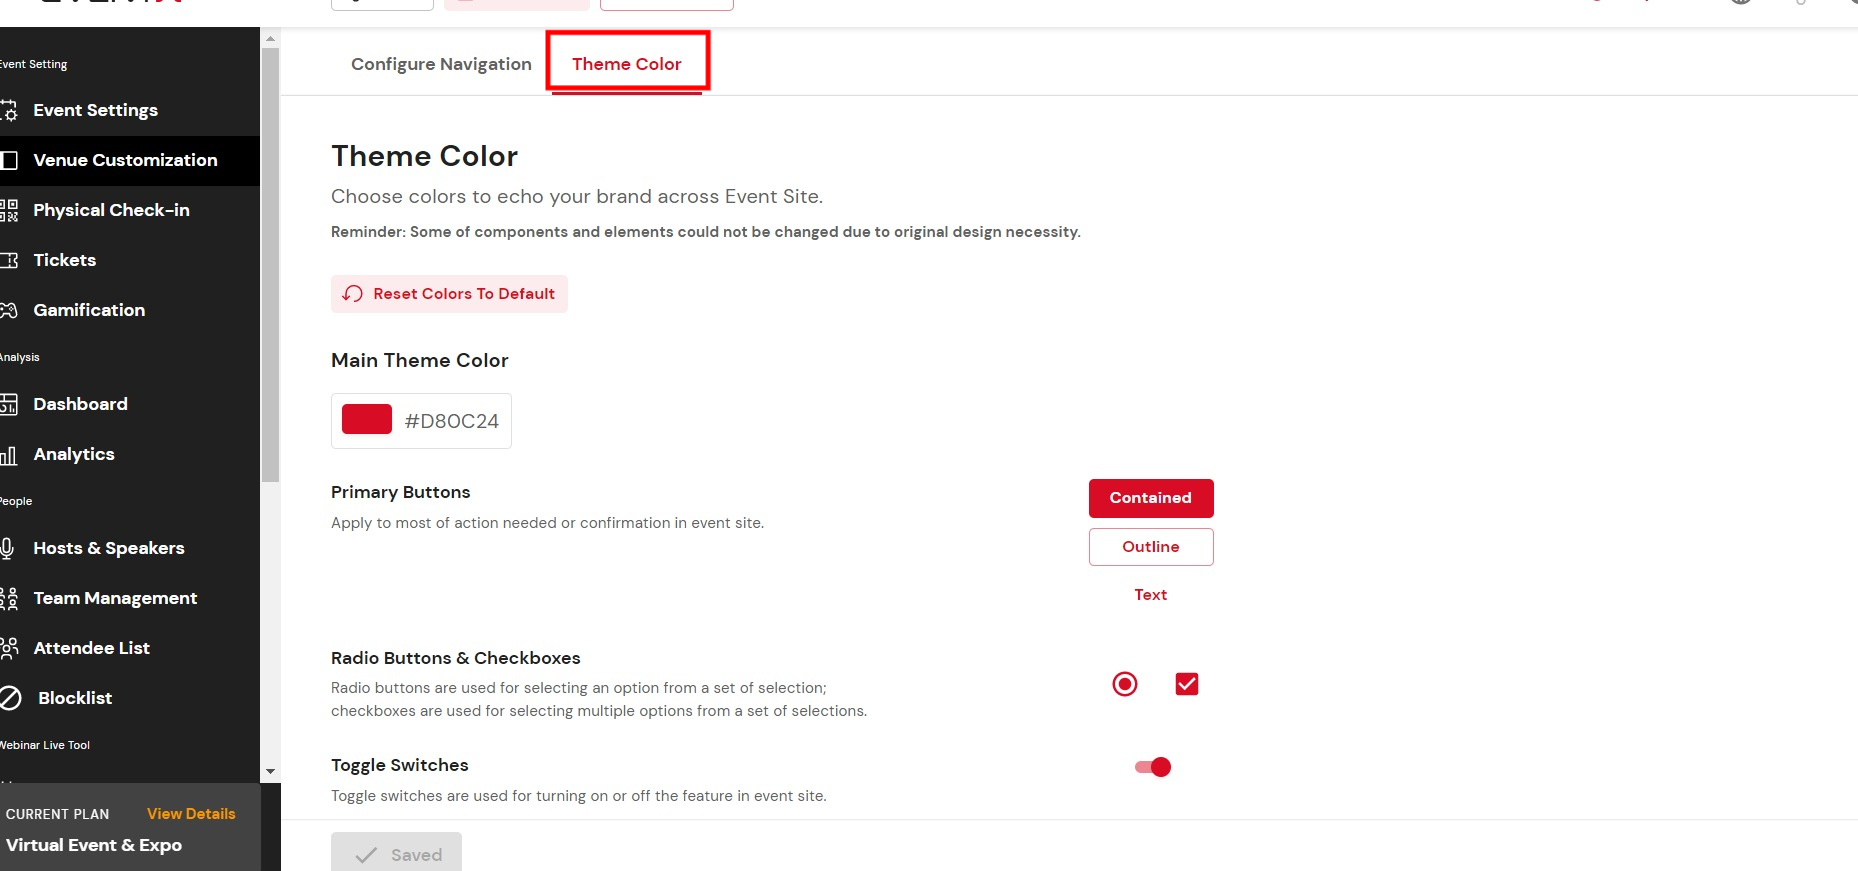 Event Setting
Event Settings
Venue Customization
Physical Check-in
Tickets
Gamification
Analysis
Dashboard
Analytics
People
Hosts & Speakers
Team Management
Attendee List
Blocklist
Webinar Live Tool
CURRENT PLAN View Details
Virtual Event & Expo
Configure Navigation Theme Color
Theme Color
Choose colors to echo your brand across Event Site.
Reminder: Some of components and elements could not be changed due to original design necessity.
Reset Colors To Default
Main Theme Color
#D80C24
Primary Buttons
Apply to most of action needed or confirmation in event site.
Contained
Outline
Text
Radio Buttons & Checkboxes
Radio buttons are used for selecting an option from a set of selection;
checkboxes are used for selecting multiple options from a set of selections.
Toggle Switches
Toggle switches are used for turning on or off the feature in event site.
Saved